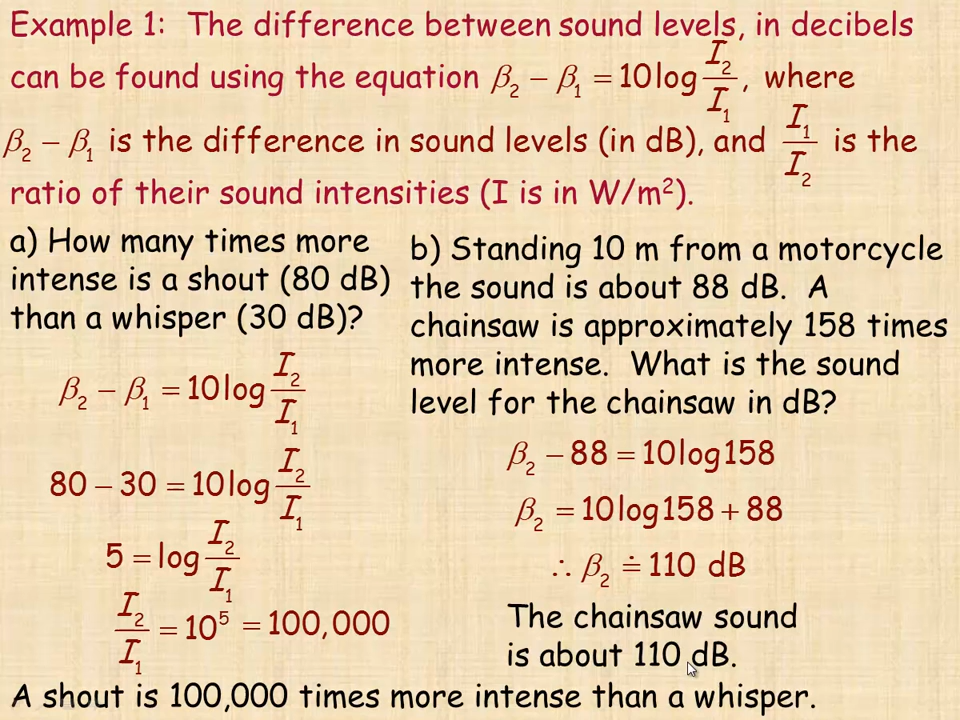 Example 1: The difference between sound levels, in decibels
can be found using the equation β₂ − β₁ = 10log I₂/I₁, where
β₂ − β₁ is the difference in sound levels (in dB), and I₁/I₂ is the
ratio of their sound intensities (I is in W/m²).
a) How many times more
intense is a shout (80 dB)
than a whisper (30 dB)?
β₂ − β₁ = 10log I₂/I₁
80 − 30 = 10log I₂/I₁
5 = log I₂/I₁
I₂/I₁ = 10⁵ = 100,000
b) Standing 10 m from a motorcycle
the sound is about 88 dB. A
chainsaw is approximately 158 times
more intense. What is the sound
level for the chainsaw in dB?
β₂ − 88 = 10log158
β₂ = 10log158 + 88
∴ β₂ ≐ 110 dB
The chainsaw sound
is about 110 dB.
A shout is 100,000 times more intense than a whisper.